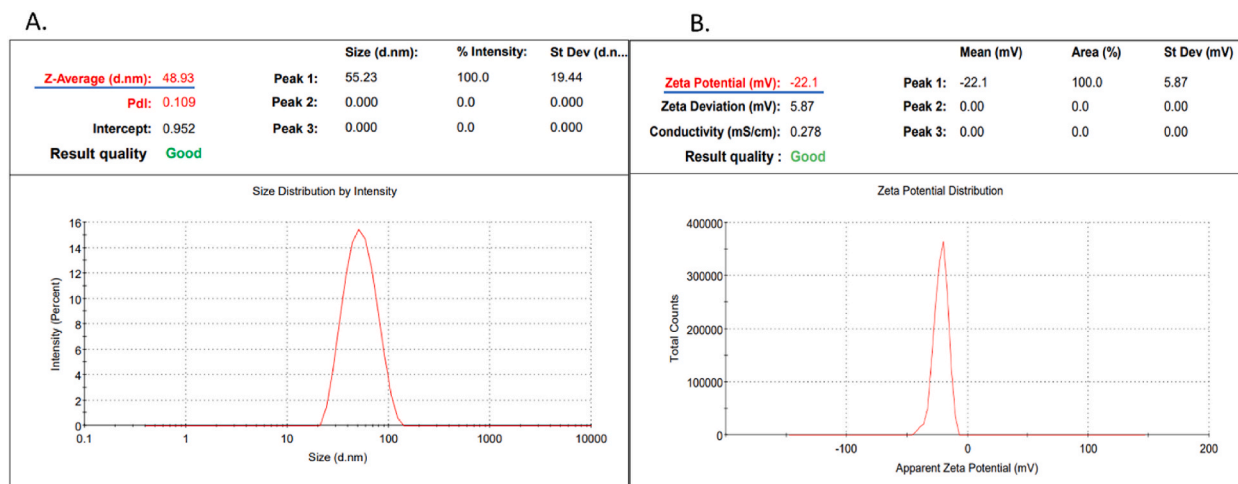 A.
Size (d.nm): % Intensity: St Dev (d.n...
Z-Average (d.nm): 48.93 Peak 1: 55.23 100.0 19.44
PdI: 0.109 Peak 2: 0.000 0.0 0.000
Intercept: 0.952 Peak 3: 0.000 0.0 0.000
Result quality Good
Size Distribution by Intensity
Intensity (Percent)
16
14
12
10
8
6
4
2
0
0.1 1 10 100 1000 10000
Size (d.nm)
B.
Mean (mV) Area (%) St Dev (mV)
Zeta Potential (mV): -22.1 Peak 1: -22.1 100.0 5.87
Zeta Deviation (mV): 5.87 Peak 2: 0.00 0.0 0.00
Conductivity (mS/cm): 0.278 Peak 3: 0.00 0.0 0.00
Result quality : Good
Zeta Potential Distribution
Total Counts
400000
300000
200000
100000
0
-100 0 100 200
Apparent Zeta Potential (mV)